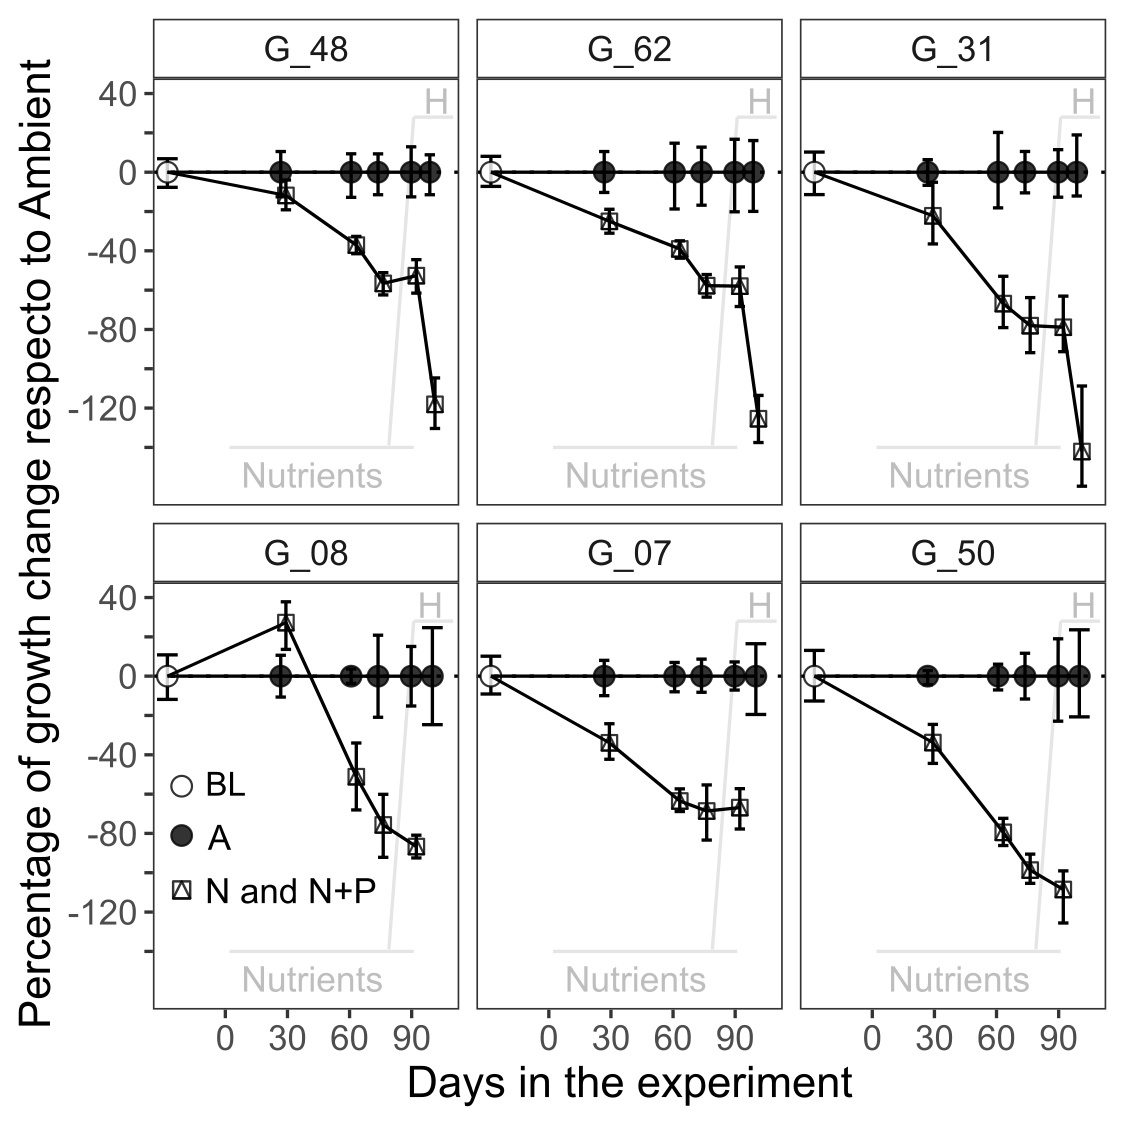 Percentage of growth change respecto to Ambient
G_48
G_62
G_31
40
0
-40
-80
-120
H
H
H
Nutrients
Nutrients
Nutrients
G_08
G_07
G_50
40
0
-40
-80
-120
H
H
H
BL
A
N and N+P
Nutrients
Nutrients
Nutrients
0 30 60 90
0 30 60 90
0 30 60 90
Days in the experiment